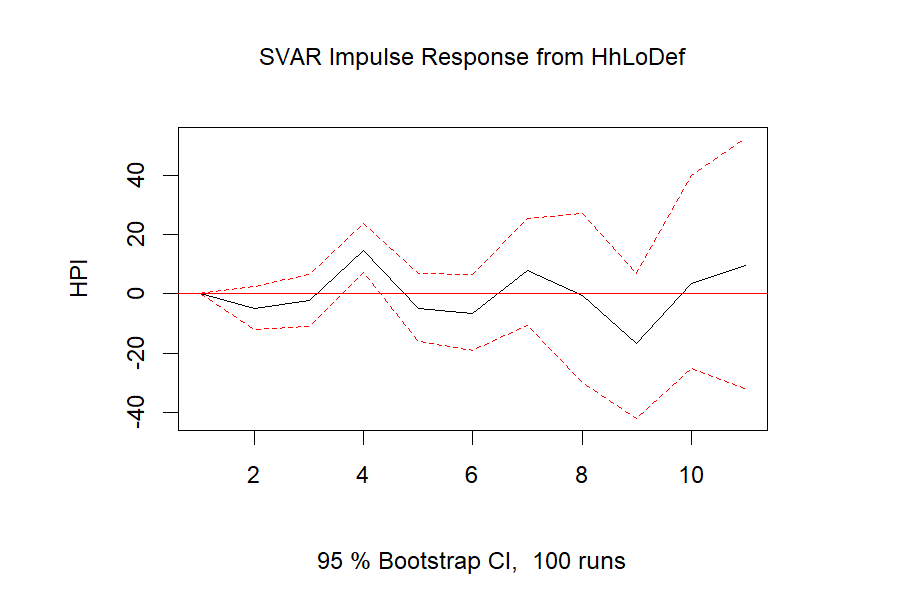 SVAR Impulse Response from HhLoDef
HPI
40
20
0
-20
-40
2 4 6 8 10
95 % Bootstrap CI,  100 runs